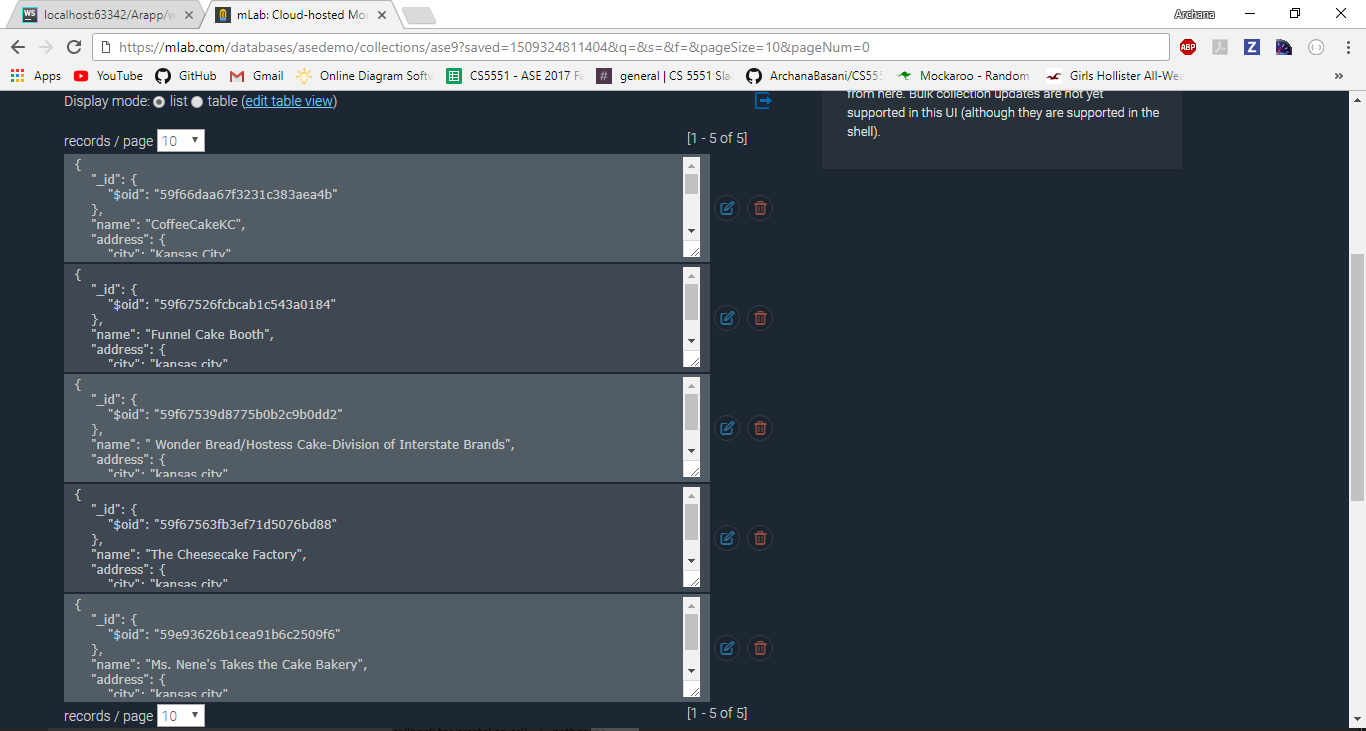 localhost:63342/Arapp/w
mLab: Cloud-hosted Mo
Archana
https://mlab.com/databases/asedemo/collections/ase9?saved=1509324811404&q=&s=&f=&pageSize=10&pageNum=0
Apps YouTube GitHub Gmail Online Diagram Softw CS5551 - ASE 2017 Fa general | CS 5551 Sla ArchanaBasani/CS555 Mockaroo - Random Girls Hollister All-Wea »
Display mode: list table (edit table view)
from here. Bulk collection updates are not yet
supported in this UI (although they are supported in the
shell).
records / page 10 [1 - 5 of 5]
{
"_id": {
"$oid": "59f66daa67f3231c383aea4b"
},
"name": "CoffeeCakeKC",
"address": {
"city": "Kansas City"
{
"_id": {
"$oid": "59f67526fcbcab1c543a0184"
},
"name": "Funnel Cake Booth",
"address": {
"city": "kansas city"
{
"_id": {
"$oid": "59f67539d8775b0b2c9b0dd2"
},
"name": " Wonder Bread/Hostess Cake-Division of Interstate Brands",
"address": {
"city": "kansas city"
{
"_id": {
"$oid": "59f67563fb3ef71d5076bd88"
},
"name": "The Cheesecake Factory",
"address": {
"city": "kansas city"
{
"_id": {
"$oid": "59e93626b1cea91b6c2509f6"
},
"name": "Ms. Nene's Takes the Cake Bakery",
"address": {
"city": "kansas city"
records / page 10 [1 - 5 of 5]